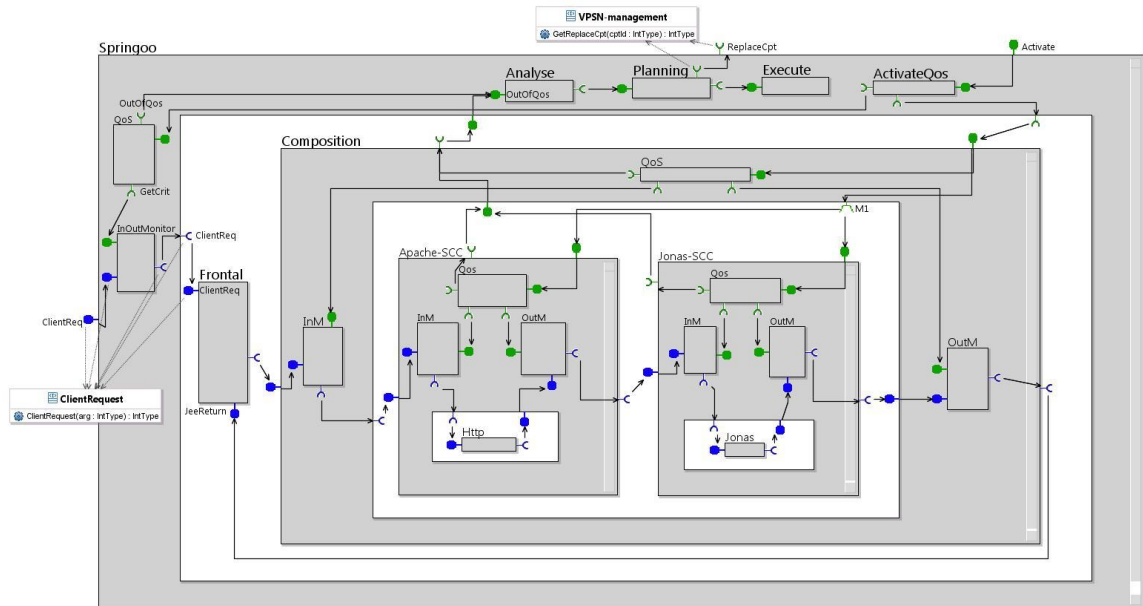 VPSN-management
GetReplaceCpt(cptId : IntType) : IntType
Springoo
ReplaceCpt
Activate
Analyse
Planning
Execute
ActivateQos
OutOfQos
OutOfQos
QoS
Composition
QoS
GetCrit
M1
InOutMonitor
ClientReq
Apache-SCC
Jonas-SCC
Frontal
Qos
Qos
ClientReq
ClientReq
InM
InM
OutM
InM
OutM
OutM
ClientRequest
ClientRequest(arg : IntType) : IntType
JeeReturn
Http
Jonas